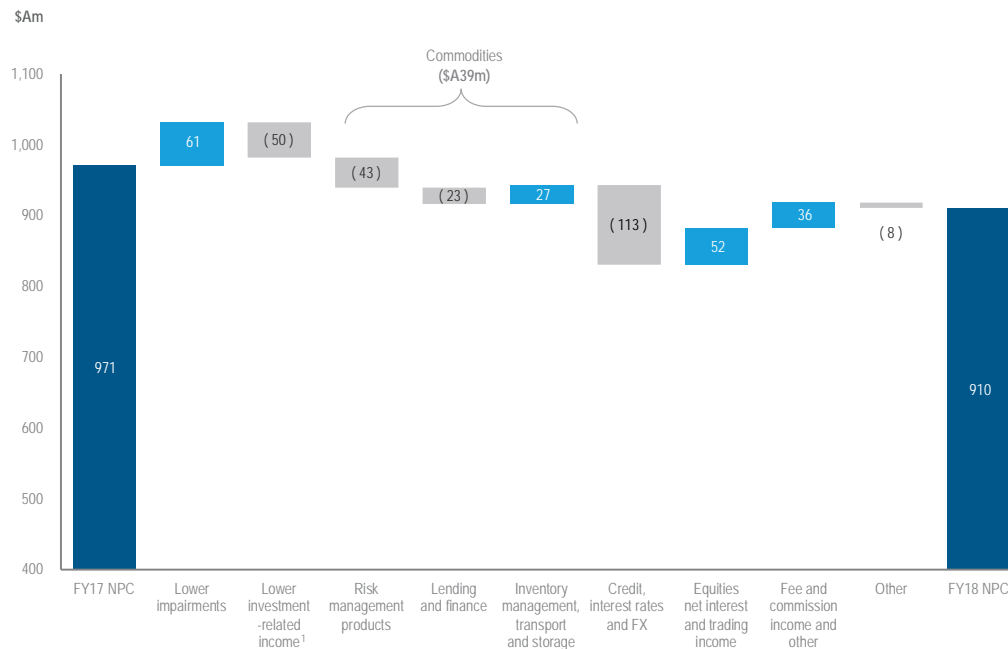 $Am
Commodities
($A39m)
1,100
1,000
900
800
700
600
500
400
971
61
( 50 )
( 43 )
( 23 )
27
( 113 )
52
36
( 8 )
910
FY17 NPC
Lower
impairments
Lower
investment
-related
income1
Risk
management
products
Lending
and finance
Inventory
management,
transport
and storage
Credit,
interest rates
and FX
Equities
net interest
and trading
income
Fee and
commission
income and
other
Other
FY18 NPC